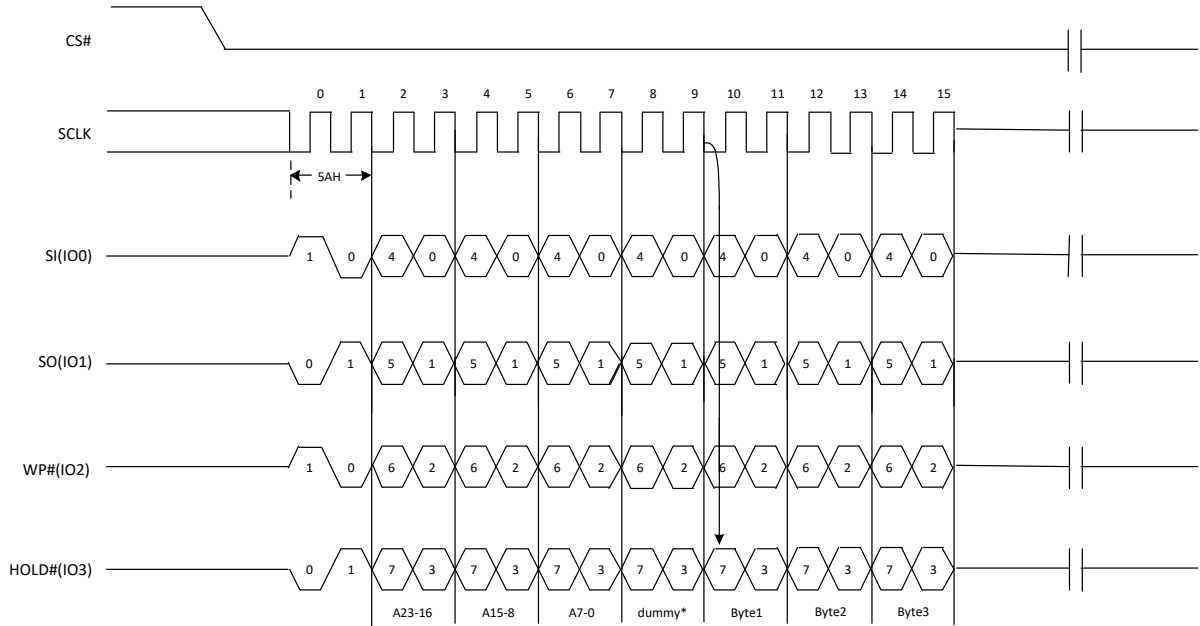 CS#
0 1 2 3 4 5 6 7 8 9 10 11 12 13 14 15
SCLK
5AH
SI(IO0) 1 0 4 0 4 0 4 0 4 0 4 0 4 0 4 0
SO(IO1) 0 1 5 1 5 1 5 1 5 1 5 1 5 1 5 1
WP#(IO2) 1 0 6 2 6 2 6 2 6 2 6 2 6 2 6 2
HOLD#(IO3) 0 1 7 3 7 3 7 3 7 3 7 3 7 3 7 3
A23-16 A15-8 A7-0 dummy* Byte1 Byte2 Byte3